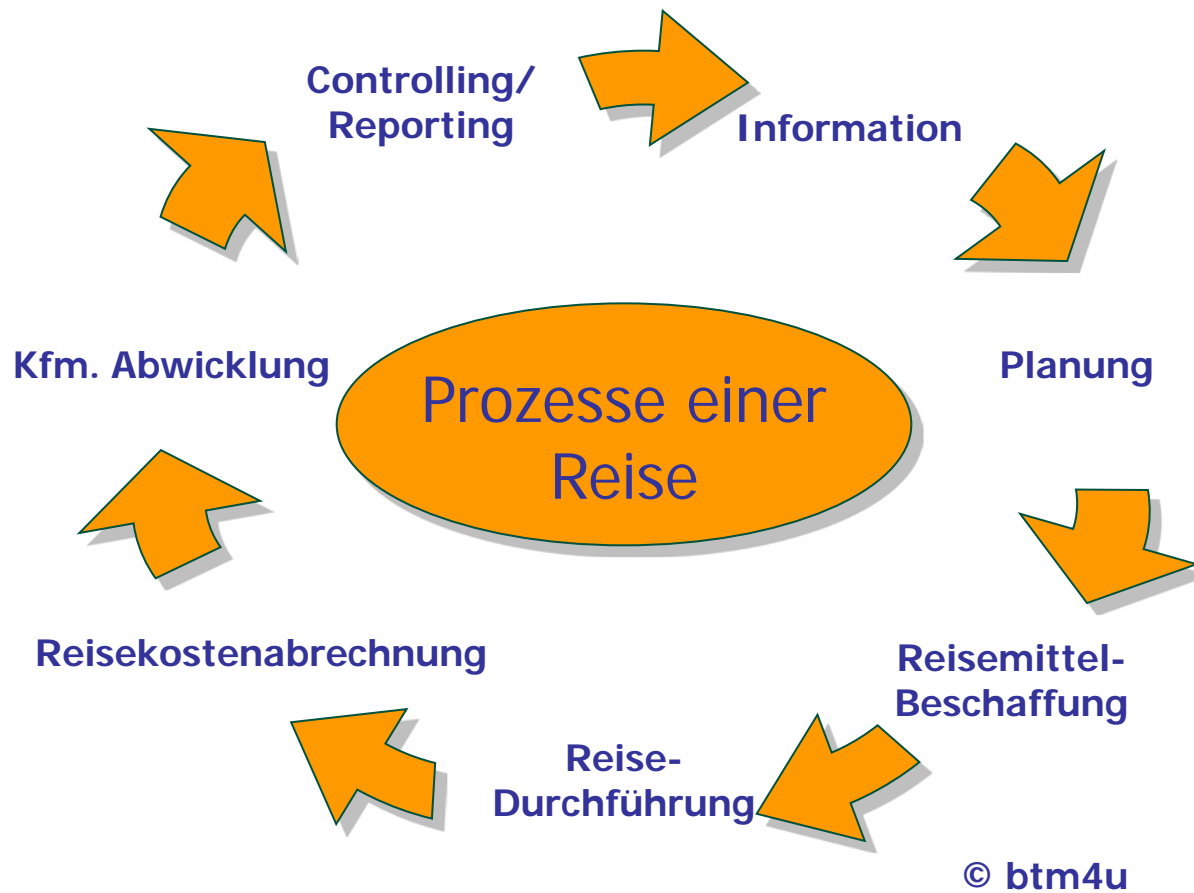 Controlling/
Reporting
Information
Kfm. Abwicklung
Planung
Prozesse einer
Reise
Reisekostenabrechnung
Reisemittel-
Beschaffung
Reise-
Durchführung
© btm4u